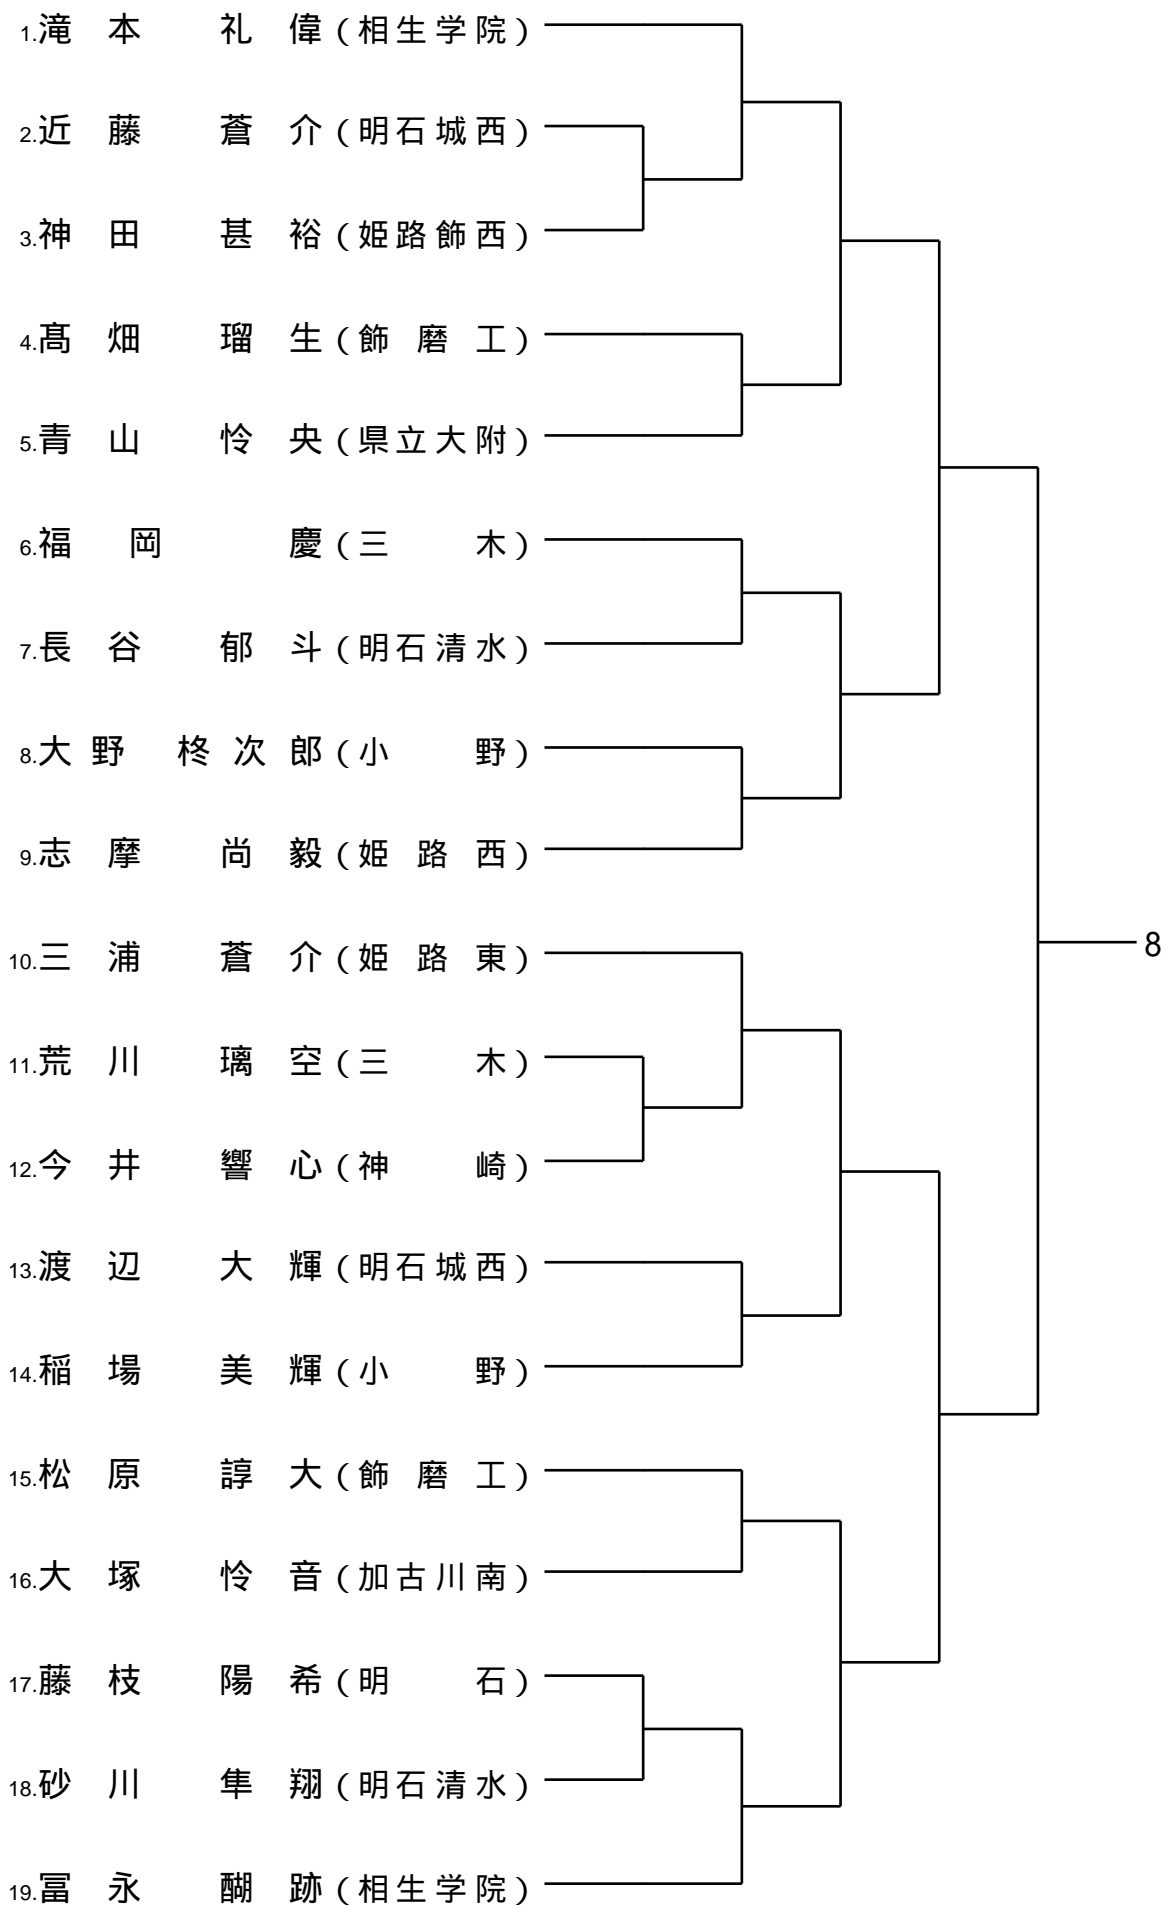 1.滝本 礼偉(相生学院)
2.近藤 蒼介(明石城西)
3.神田 甚裕(姫路飾西)
4.髙畑 瑠生(飾磨工)
5.青山 怜央(県立大附)
6.福岡 慶(三木)
7.長谷 郁斗(明石清水)
8.大野 柊次郎(小野)
9.志摩 尚毅(姫路西)
8
10.三浦 蒼介(姫路東)
11.荒川 璃空(三木)
12.今井 響心(神崎)
13.渡辺 大輝(明石城西)
14.稲場 美輝(小野)
15.松原 諄大(飾磨工)
16.大塚 怜音(加古川南)
17.藤枝 陽希(明石)
18.砂川 隼翔(明石清水)
19.冨永 醐跡(相生学院)